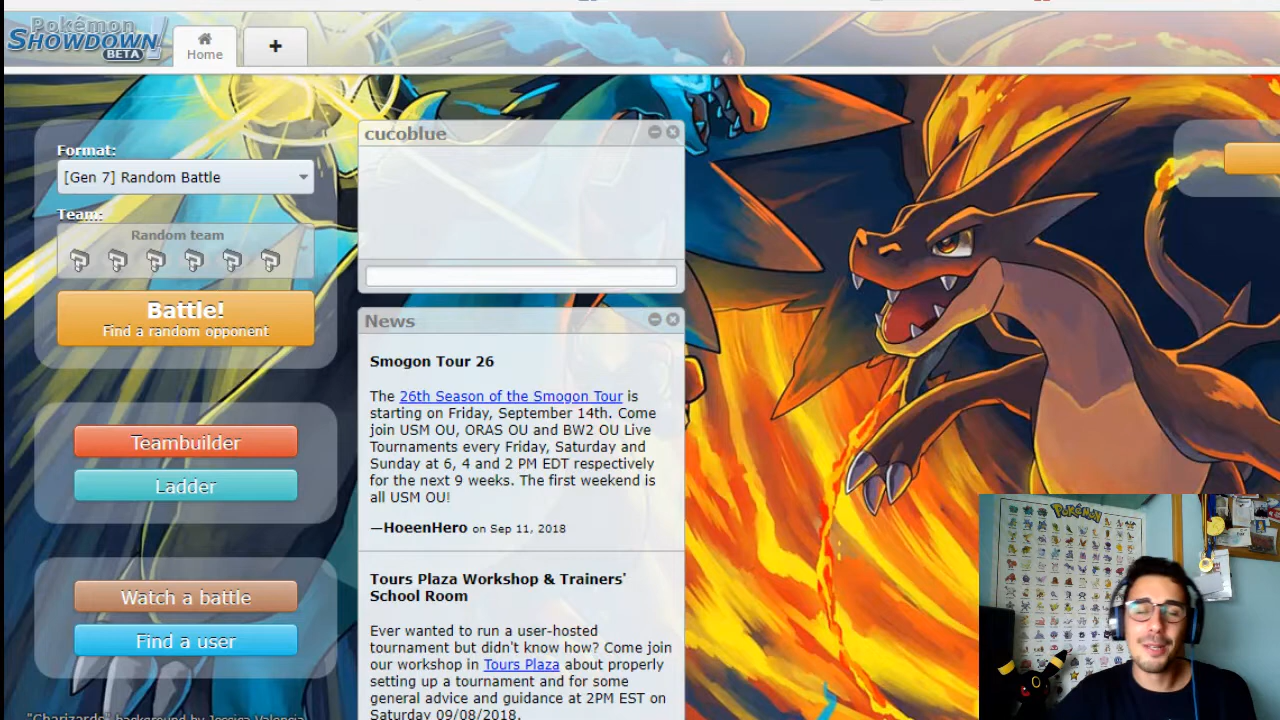 Pokémon
SHOWDOWN!
BETA
Home
+
Format:
[Gen 7] Random Battle
Team:
Random team
Battle!
Find a random opponent
Teambuilder
Ladder
Watch a battle
Find a user
"Charizards" background by Jessica Valencia
cucoblue
News
Smogon Tour 26
The 26th Season of the Smogon Tour is
starting on Friday, September 14th. Come
join USM OU, ORAS OU and BW2 OU Live
Tournaments every Friday, Saturday and
Sunday at 6, 4 and 2 PM EDT respectively
for the next 9 weeks. The first weekend is
all USM OU!
—HoeenHero on Sep 11, 2018
Tours Plaza Workshop & Trainers'
School Room
Ever wanted to run a user-hosted
tournament but didn't know how? Come join
our workshop in Tours Plaza about properly
setting up a tournament and for some
general advice and guidance at 2PM EST on
Saturday 09/08/2018.
POKéMON